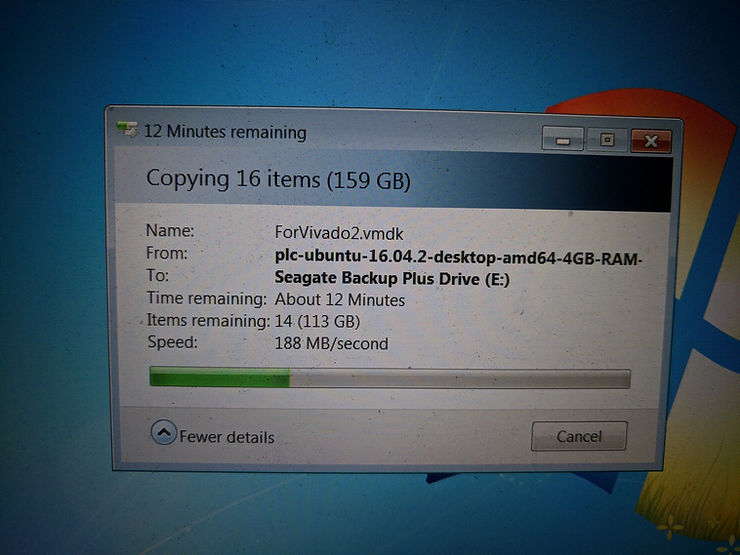 12 Minutes remaining
Copying 16 items (159 GB)
Name: ForVivado2.vmdk
From: plc-ubuntu-16.04.2-desktop-amd64-4GB-RAM-
To: Seagate Backup Plus Drive (E:)
Time remaining: About 12 Minutes
Items remaining: 14 (113 GB)
Speed: 188 MB/second
Fewer details
Cancel